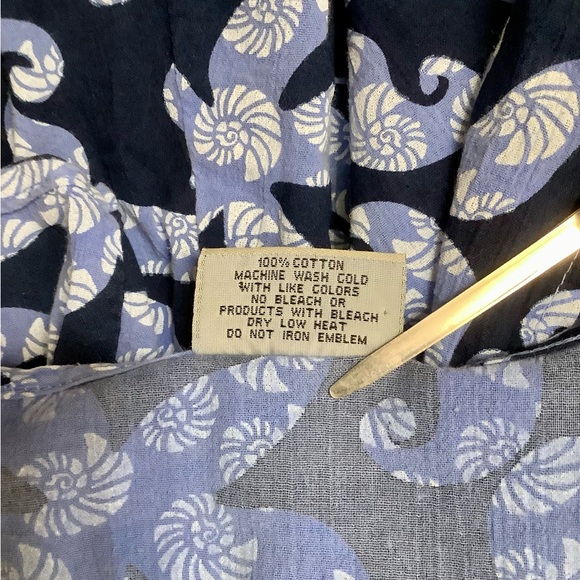 100% COTTON
MACHINE WASH COLD
WITH LIKE COLORS
NO BLEACH OR
PRODUCTS WITH BLEACH
DRY LOW HEAT
DO NOT IRON EMBLEM